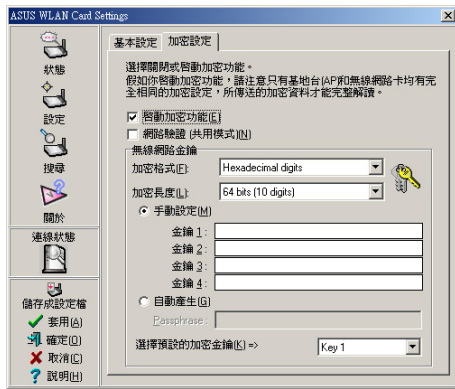 ASUS WLAN Card Settings
狀態
設定
搜尋
關於
連線狀態
儲存成設定檔
套用(A)
確定(O)
取消(C)
說明(H)
基本設定
加密設定
選擇關閉或啓動加密功能。
假如你啓動加密功能，請注意只有基地台(AP)和無線網路卡均有完
全相同的加密設定，所傳送的加密資料才能完整解讀。
啓動加密功能(E)
網路驗證 (共用模式)(N)
無線網路金鑰
加密格式(F):
Hexadecimal digits
加密長度(L):
64 bits (10 digits)
手動設定(M)
金鑰 1:
金鑰 2:
金鑰 3:
金鑰 4:
自動產生(G)
Passphrase:
選擇預設的加密金鑰(K) =>
Key 1